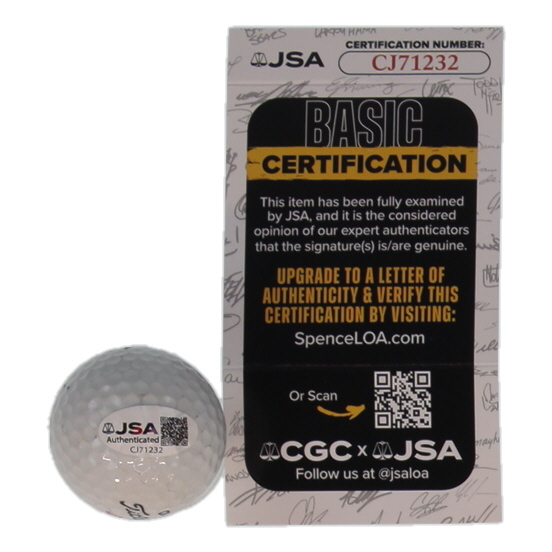 JSA
CERTIFICATION NUMBER:
CJ71232
BASIC
CERTIFICATION
This item has been fully examined
by JSA, and it is the considered
opinion of our expert authenticators
that the signature(s) is/are genuine.
UPGRADE TO A LETTER OF
AUTHENTICITY & VERIFY THIS
CERTIFICATION BY VISITING:
SpenceLOA.com
Or Scan
CGC x JSA
Follow us at @jsaloa
JSA
Authenticated
CJ71232